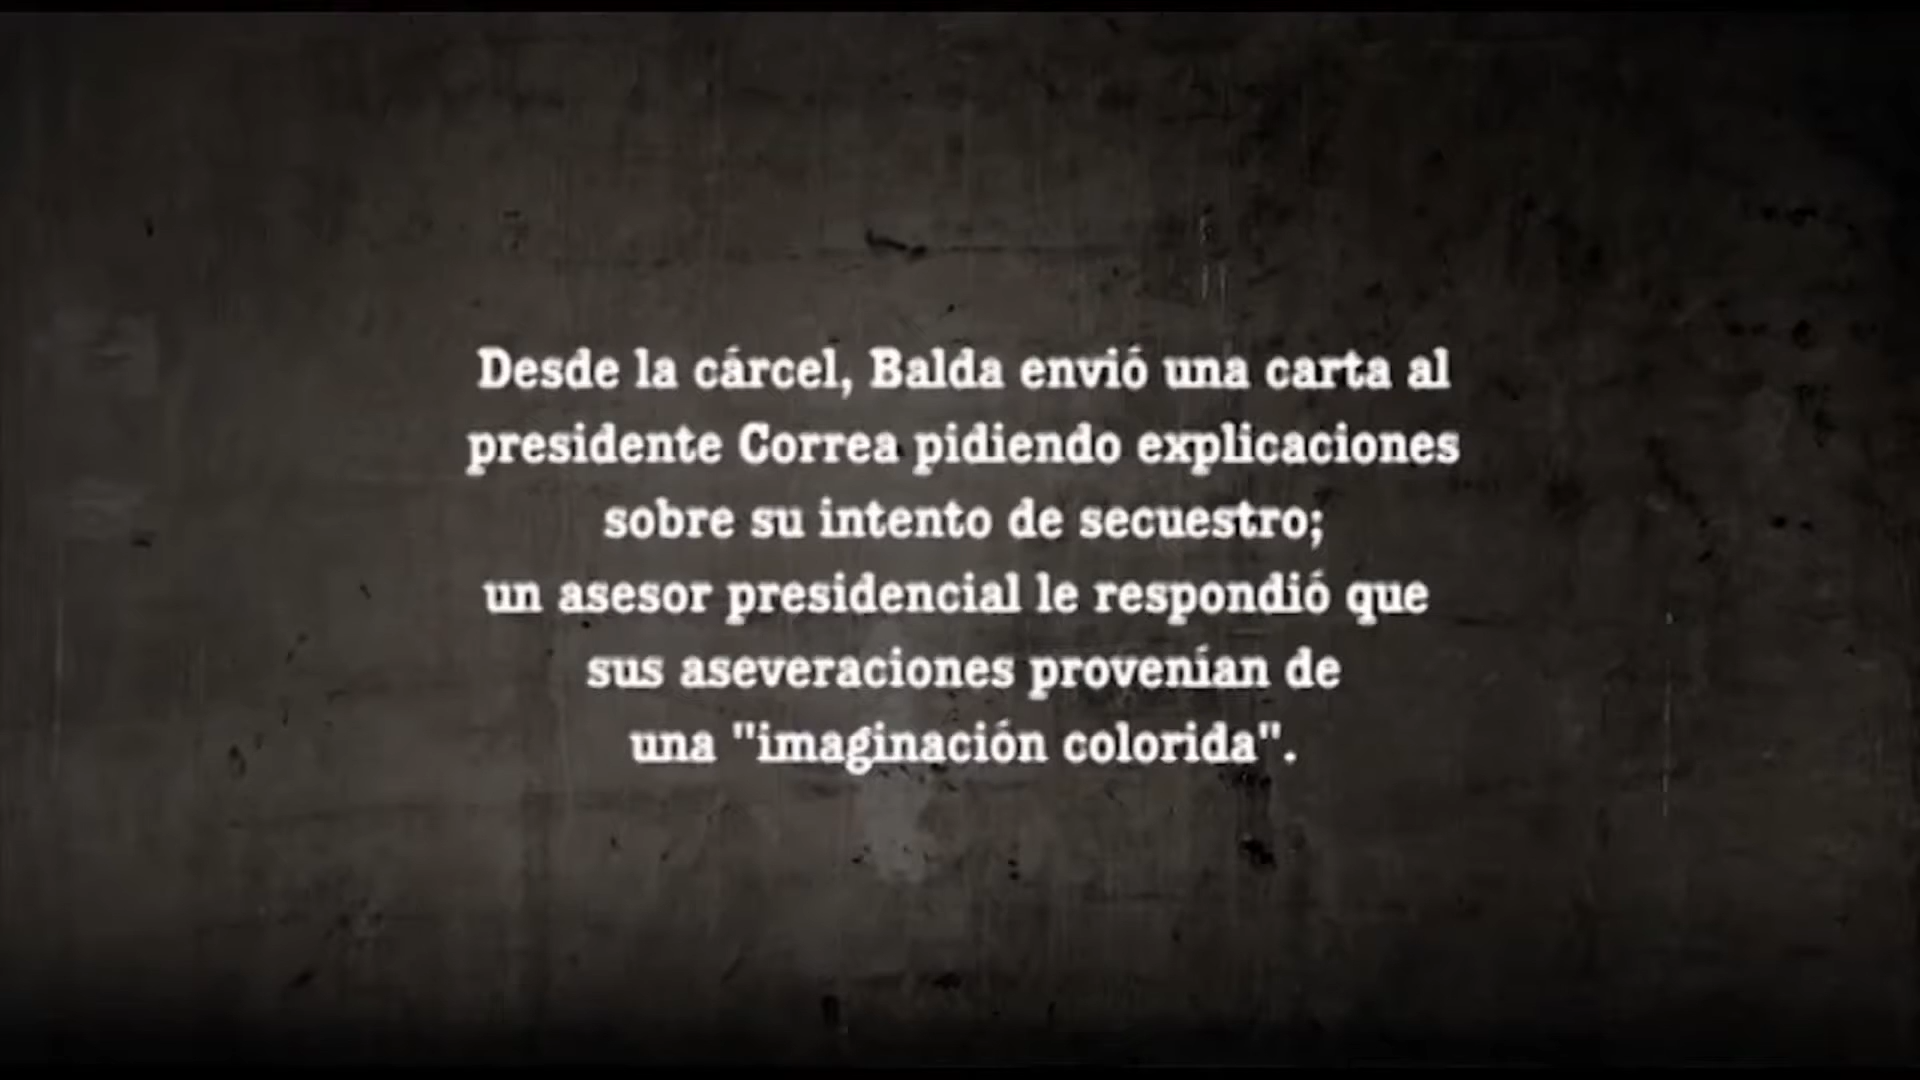 Desde la cárcel, Balda envió una carta al
presidente Correa pidiendo explicaciones
sobre su intento de secuestro;
un asesor presidencial le respondió que
sus aseveraciones provenían de
una "imaginación colorida".